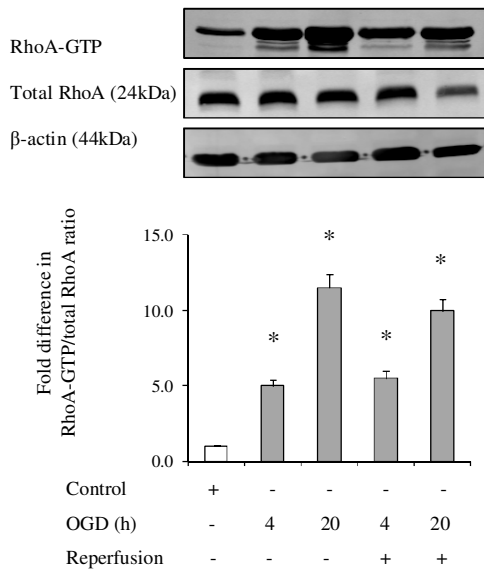 RhoA-GTP
Total RhoA (24kDa)
β-actin (44kDa)
Fold difference in
RhoA-GTP/total RhoA ratio
15.0
10.0
5.0
0.0
* * * *
Control + - - - -
OGD (h) - 4 20 4 20
Reperfusion - - - + +